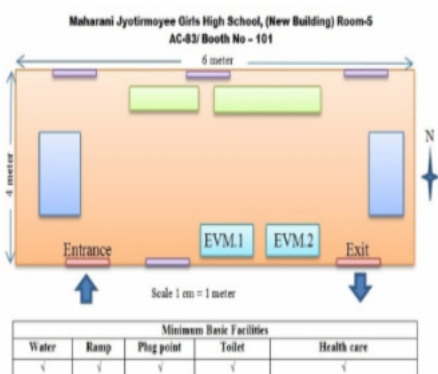 Maharani Jyotirmoyee Girls High School, (New Building) Room-5
AC-83/ Booth No – 101
6 meter
4 meter
N
EVM.1 EVM.2
Entrance Exit
Scale 1 cm = 1 meter
Minimum Basic Facilities
Water Ramp Plug point Toilet Health care
√ √ √ √ √